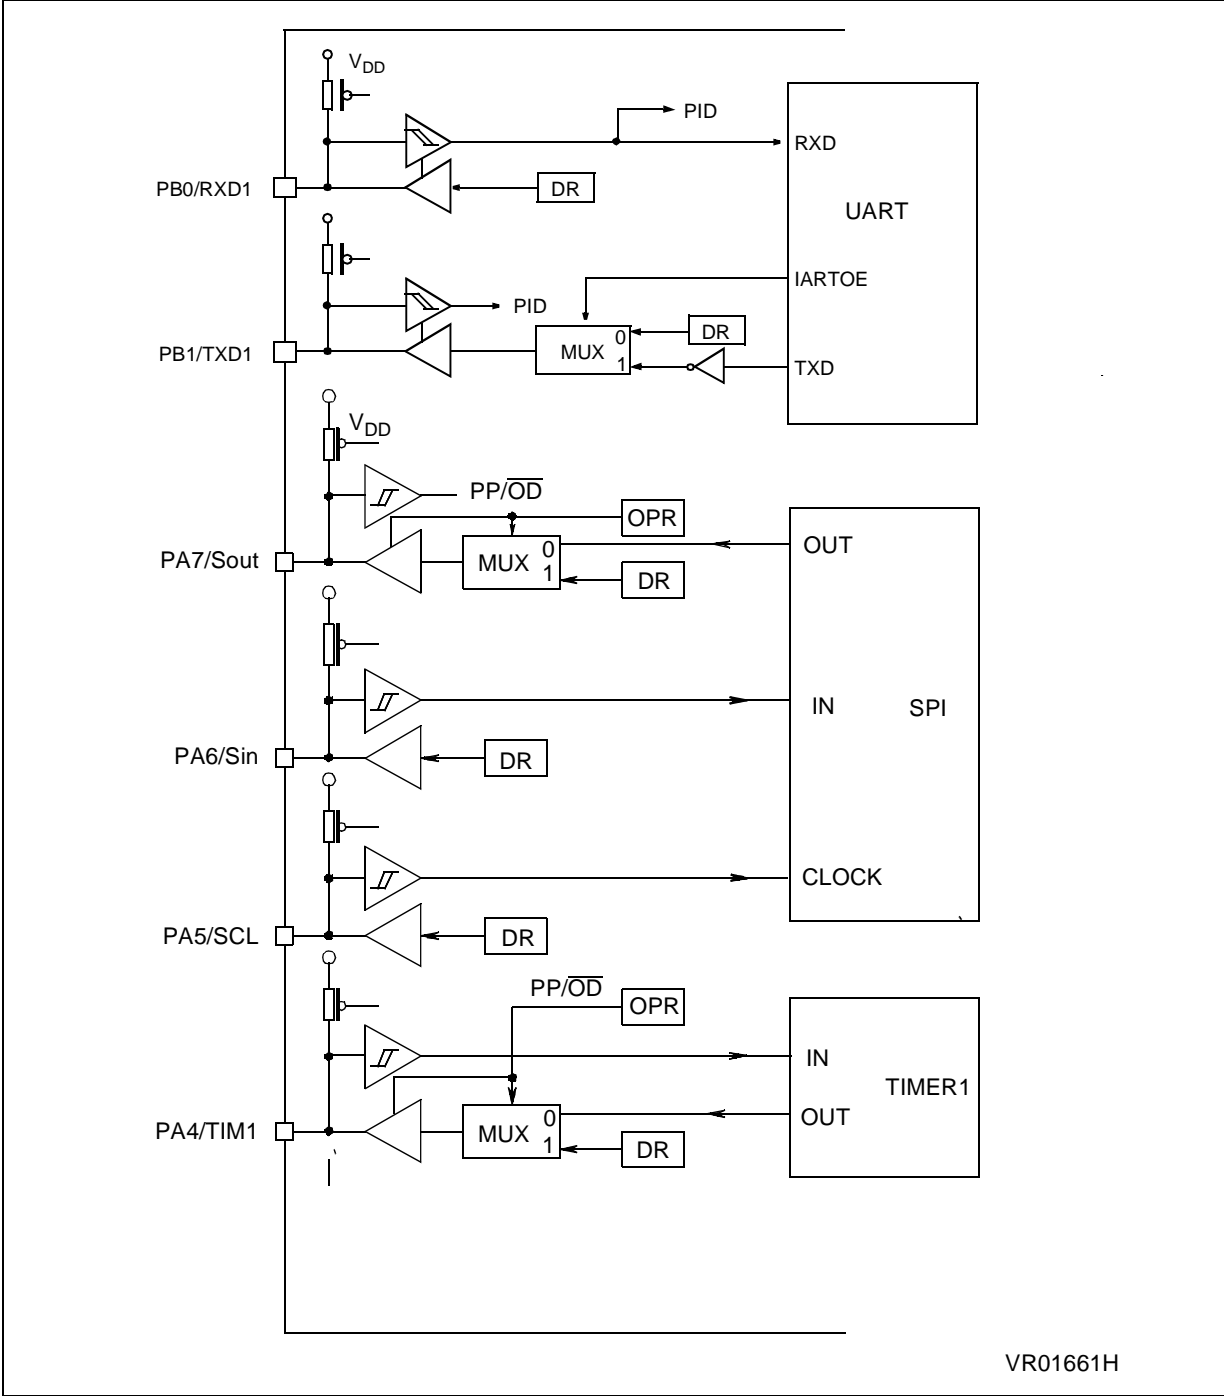 VDD
PID
RXD
PB0/RXD1
DR
UART
IARTOE
PID
DR
PB1/TXD1
MUX
0
1
TXD
VDD
PP/OD
OPR
PA7/Sout
MUX
0
1
OUT
DR
IN
SPI
PA6/Sin
DR
CLOCK
PA5/SCL
DR
PP/OD
OPR
IN
TIMER1
PA4/TIM1
MUX
0
1
OUT
DR
VR01661H